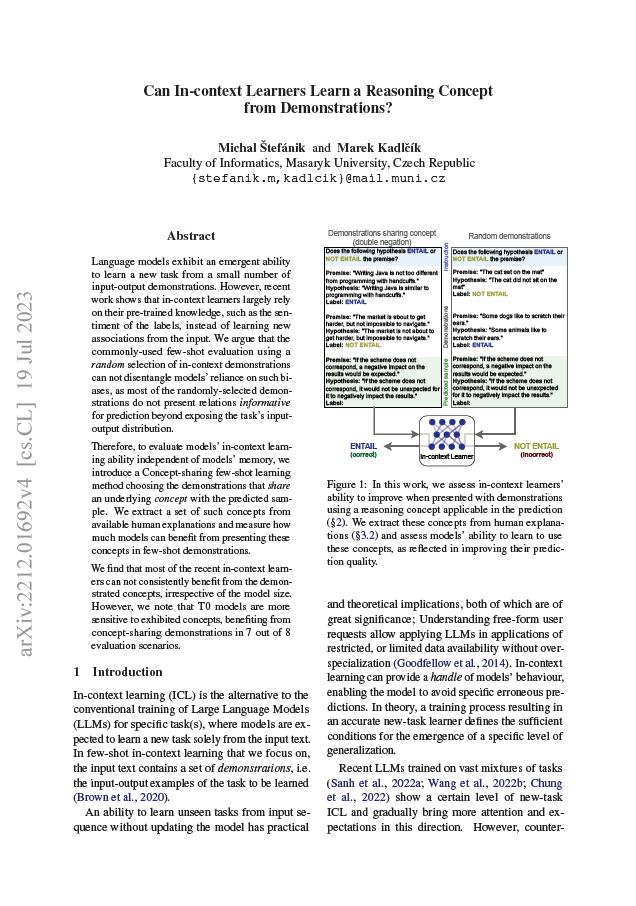 Can In-context Learners Learn a Reasoning Concept
from Demonstrations?
Michal Štefánik and Marek Kadlčík
Faculty of Informatics, Masaryk University, Czech Republic
{stefanik.m,kadlcik}@mail.muni.cz
arXiv:2212.01692v4 [cs.CL] 19 Jul 2023
Abstract
Language models exhibit an emergent ability
to learn a new task from a small number of
input-output demonstrations. However, recent
work shows that in-context learners largely rely
on their pre-trained knowledge, such as the sen-
timent of the labels, instead of learning new
associations from the input. We argue that the
commonly-used few-shot evaluation using a
random selection of in-context demonstrations
can not disentangle models' reliance on such bi-
ases, as most of the randomly-selected demon-
strations do not present relations informative
for prediction beyond exposing the task's input-
output distribution.
Therefore, to evaluate models' in-context learn-
ing ability independent of models' memory, we
introduce a Concept-sharing few-shot learning
method choosing the demonstrations that share
an underlying concept with the predicted sam-
ple. We extract a set of such concepts from
available human explanations and measure how
much models can benefit from presenting these
concepts in few-shot demonstrations.
We find that most of the recent in-context learn-
ers can not consistently benefit from the demon-
strated concepts, irrespective of the model size.
However, we note that T0 models are more
sensitive to exhibited concepts, benefiting from
concept-sharing demonstrations in 7 out of 8
evaluation scenarios.
1 Introduction
In-context learning (ICL) is the alternative to the
conventional training of Large Language Models
(LLMs) for specific task(s), where models are ex-
pected to learn a new task solely from the input text.
In few-shot in-context learning that we focus on,
the input text contains a set of demonstrations, i.e.
the input-output examples of the task to be learned
(Brown et al., 2020).
An ability to learn unseen tasks from input se-
quence without updating the model has practical
Demonstrations sharing concept
(double negation)
Does the following hypothesis ENTAIL or
NOT ENTAIL the premise?
Premise: "Writing Java is not too different
from programming with handcuffs."
Hypothesis: "Writing Java is similar to
programming with handcuffs."
Label: ENTAIL
Premise: "The market is about to get
harder, but not impossible to navigate."
Hypothesis: "The market is not about to
get harder, but impossible to navigate."
Label: NOT ENTAIL
Premise: "If the scheme does not
correspond, a negative impact on the
results would be expected."
Hypothesis: "If the scheme does not
correspond, it would not be unexpected for
it to negatively impact the results."
Label:
Instruction
Demonstrations
Predicted sample
Random demonstrations
Does the following hypothesis ENTAIL or
NOT ENTAIL the premise?
Premise: "The cat sat on the mat"
Hypothesis: "The cat did not sit on the
mat"
Label: NOT ENTAIL
Premise: "Some dogs like to scratch their
ears."
Hypothesis: "Some animals like to
scratch their ears."
Label: ENTAIL
Premise: "If the scheme does not
correspond, a negative impact on the
results would be expected."
Hypothesis: "If the scheme does not
correspond, it would not be unexpected
for it to negatively impact the results."
Label:
ENTAIL
(correct)
In-context Learner
NOT ENTAIL
(incorrect)
Figure 1: In this work, we assess in-context learners'
ability to improve when presented with demonstrations
using a reasoning concept applicable in the prediction
(§2). We extract these concepts from human explana-
tions (§3.2) and assess models' ability to learn to use
these concepts, as reflected in improving their predic-
tion quality.
and theoretical implications, both of which are of
great significance; Understanding free-form user
requests allow applying LLMs in applications of
restricted, or limited data availability without over-
specialization (Goodfellow et al., 2014). In-context
learning can provide a handle of models' behaviour,
enabling the model to avoid specific erroneous pre-
dictions. In theory, a training process resulting in
an accurate new-task learner defines the sufficient
conditions for the emergence of a specific level of
generalization.
Recent LLMs trained on vast mixtures of tasks
(Sanh et al., 2022a; Wang et al., 2022b; Chung
et al., 2022) show a certain level of new-task
ICL and gradually bring more attention and ex-
pectations in this direction. However, counter-